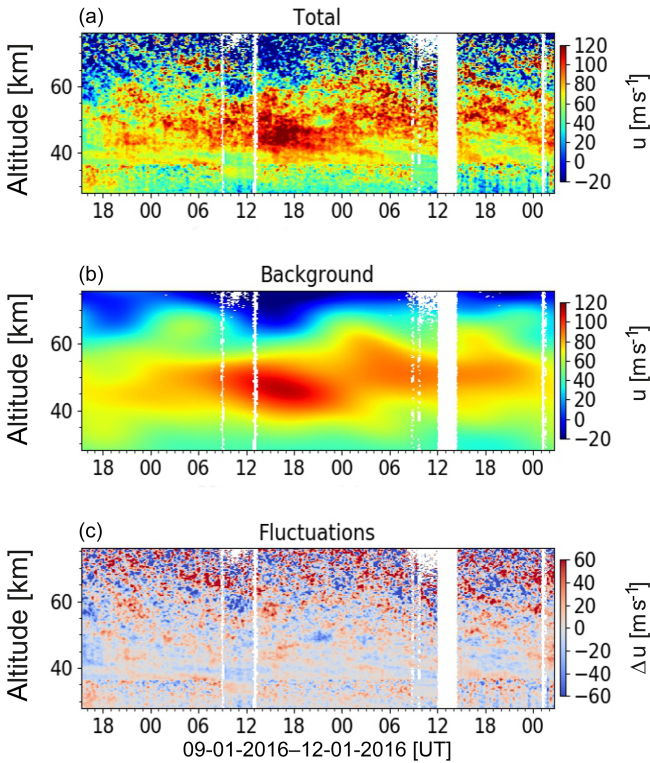 (a) Total
Altitude [km]
60
40
18 00 06 12 18 00 06 12 18 00
120
100
80
60
40
20
0
−20
u [m s⁻¹]
(b) Background
Altitude [km]
60
40
18 00 06 12 18 00 06 12 18 00
120
100
80
60
40
20
0
−20
u [m s⁻¹]
(c) Fluctuations
Altitude [km]
60
40
18 00 06 12 18 00 06 12 18 00
60
40
20
0
−20
−40
−60
Δ u [m s⁻¹]
09-01-2016–12-01-2016 [UT]